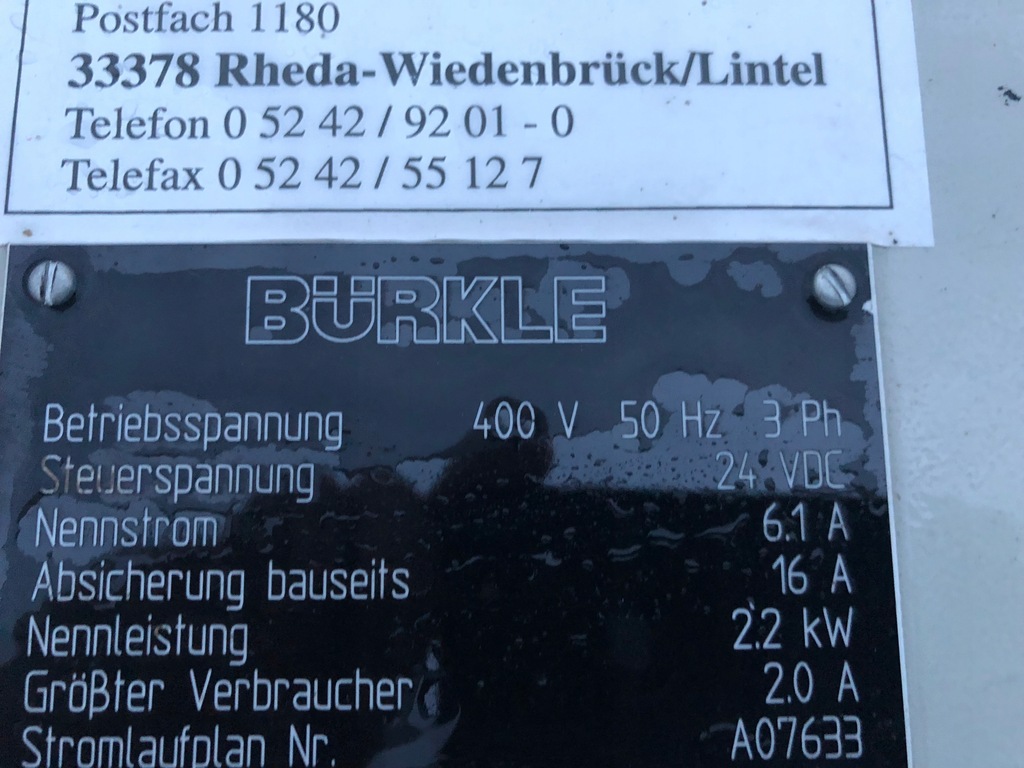 Postfach 1180
33378 Rheda-Wiedenbrück/Lintel
Telefon 0 52 42 / 92 01 - 0
Telefax 0 52 42 / 55 12 7
BÜRKLE
Betriebsspannung 400 V 50 Hz 3 Ph
Steuerspannung 24 VDC
Nennstrom 6.1 A
Absicherung bauseits 16 A
Nennleistung 2.2 kW
Größter Verbraucher 2.0 A
Stromlaufplan Nr. A07633